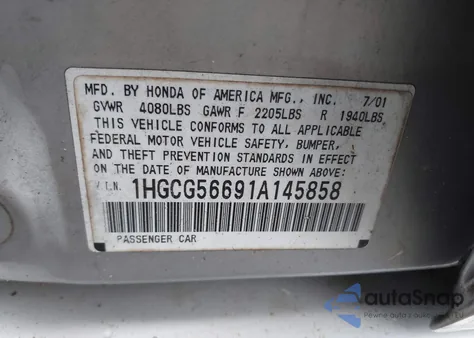 MFD. BY HONDA OF AMERICA MFG., INC. 7/01
GVWR 4080LBS GAWR F 2205LBS R 1940LBS
THIS VEHICLE CONFORMS TO ALL APPLICABLE
FEDERAL MOTOR VEHICLE SAFETY, BUMPER,
AND THEFT PREVENTION STANDARDS IN EFFECT
ON THE DATE OF MANUFACTURE SHOWN ABOVE:
V.I.N. 1HGCG56691A145858
PASSENGER CAR
autoSnap
Pewne auto z